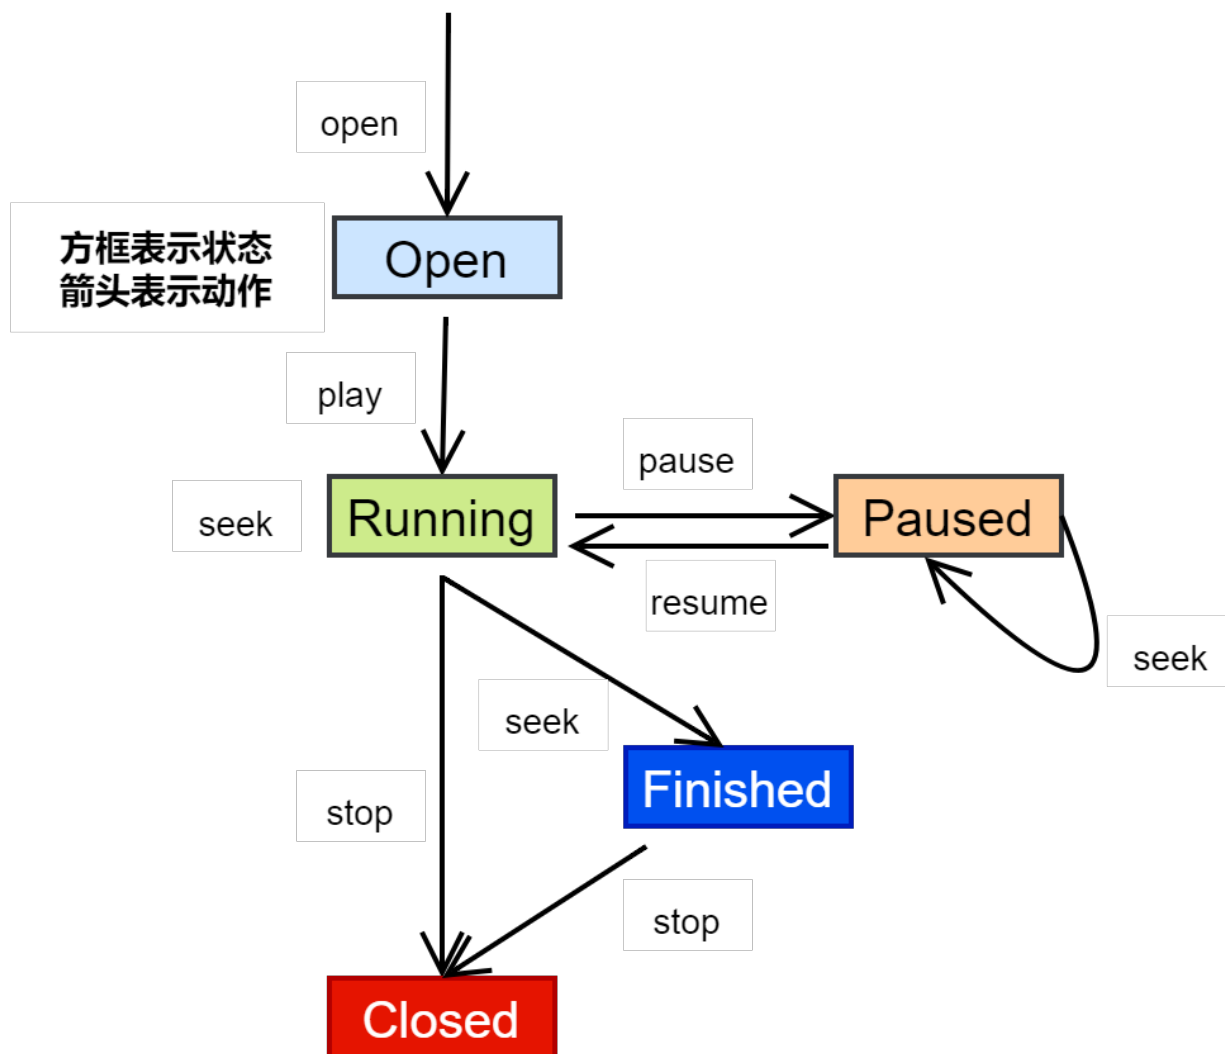 open
方框表示状态
箭头表示动作
Open
play
pause
seek
Running
Paused
resume
seek
seek
Finished
stop
stop
Closed